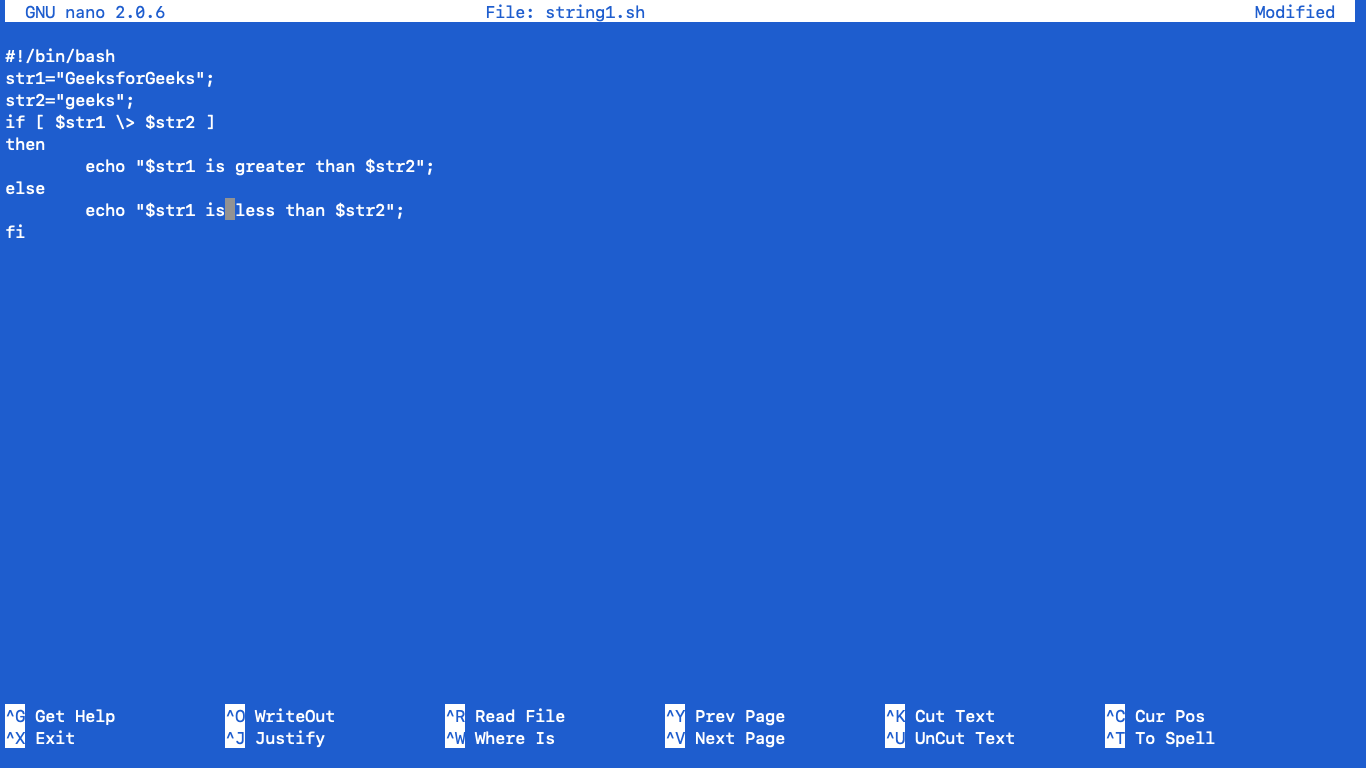 GNU nano 2.0.6 File: string1.sh Modified
#!/bin/bash
str1="GeeksforGeeks";
str2="geeks";
if [ $str1 \> $str2 ]
then
        echo "$str1 is greater than $str2";
else
        echo "$str1 is less than $str2";
fi
^G Get Help ^O WriteOut ^R Read File ^Y Prev Page ^K Cut Text ^C Cur Pos
^X Exit ^J Justify ^W Where Is ^V Next Page ^U UnCut Text ^T To Spell